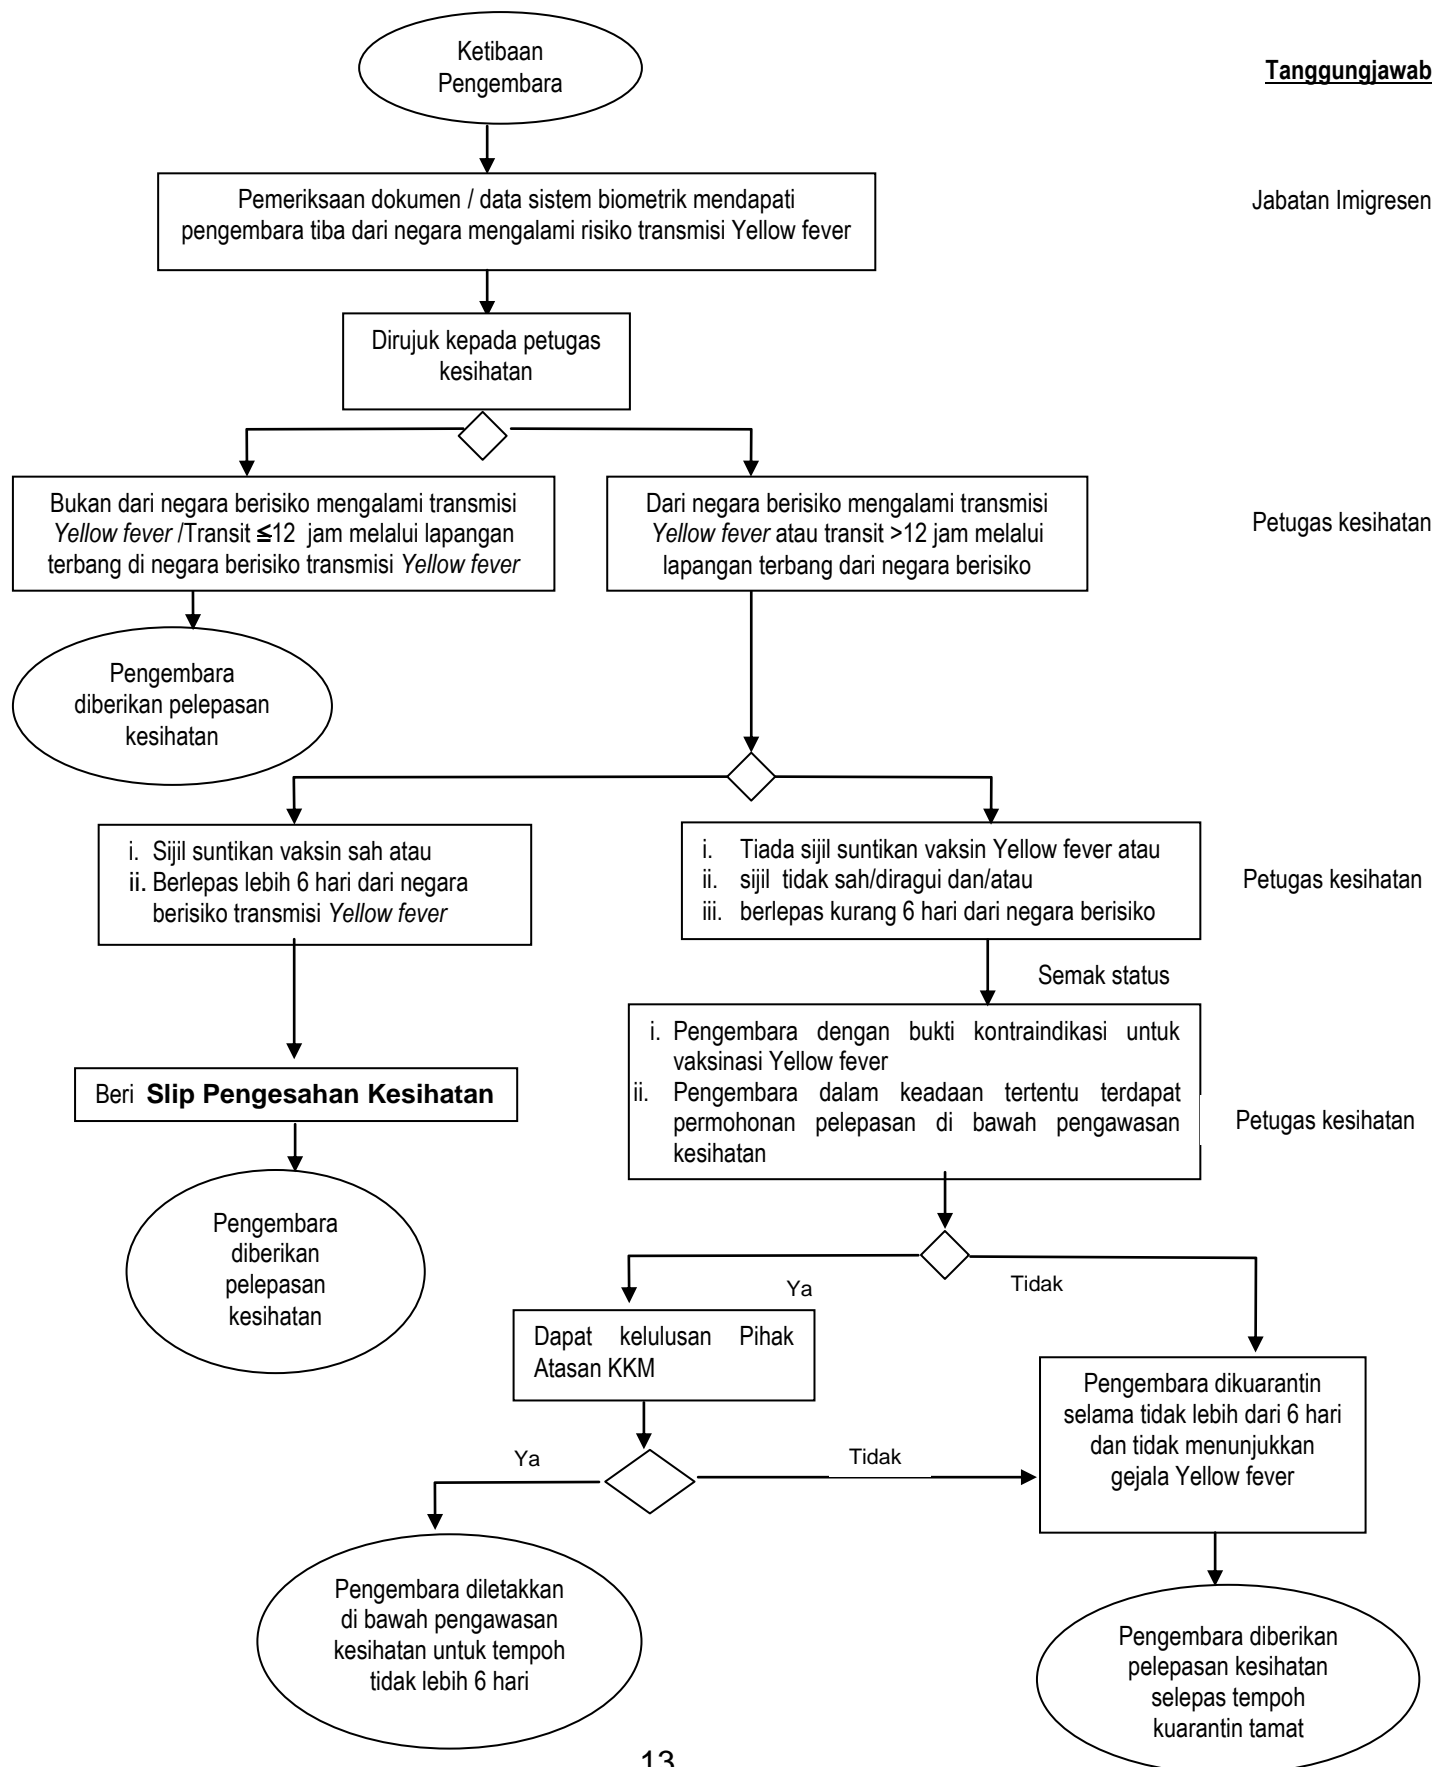 Ketibaan
Pengembara
Tanggungjawab
Pemeriksaan dokumen / data sistem biometrik mendapati
pengembara tiba dari negara mengalami risiko transmisi Yellow fever
Jabatan Imigresen
Dirujuk kepada petugas
kesihatan
Bukan dari negara berisiko mengalami transmisi
Yellow fever /Transit ≤12 jam melalui lapangan
terbang di negara berisiko transmisi Yellow fever
Dari negara berisiko mengalami transmisi
Yellow fever atau transit >12 jam melalui
lapangan terbang dari negara berisiko
Petugas kesihatan
Pengembara
diberikan pelepasan
kesihatan
i. Sijil suntikan vaksin sah atau
ii. Berlepas lebih 6 hari dari negara
berisiko transmisi Yellow fever
i. Tiada sijil suntikan vaksin Yellow fever atau
ii. sijil tidak sah/diragui dan/atau
iii. berlepas kurang 6 hari dari negara berisiko
Petugas kesihatan
Semak status
i. Pengembara dengan bukti kontraindikasi untuk
vaksinasi Yellow fever
ii. Pengembara dalam keadaan tertentu terdapat
permohonan pelepasan di bawah pengawasan
kesihatan
Petugas kesihatan
Beri Slip Pengesahan Kesihatan
Pengembara
diberikan
pelepasan
kesihatan
Ya
Tidak
Dapat kelulusan Pihak
Atasan KKM
Pengembara dikuarantin
selama tidak lebih dari 6 hari
dan tidak menunjukkan
gejala Yellow fever
Ya
Tidak
Pengembara diletakkan
di bawah pengawasan
kesihatan untuk tempoh
tidak lebih 6 hari
Pengembara diberikan
pelepasan kesihatan
selepas tempoh
kuarantin tamat
13